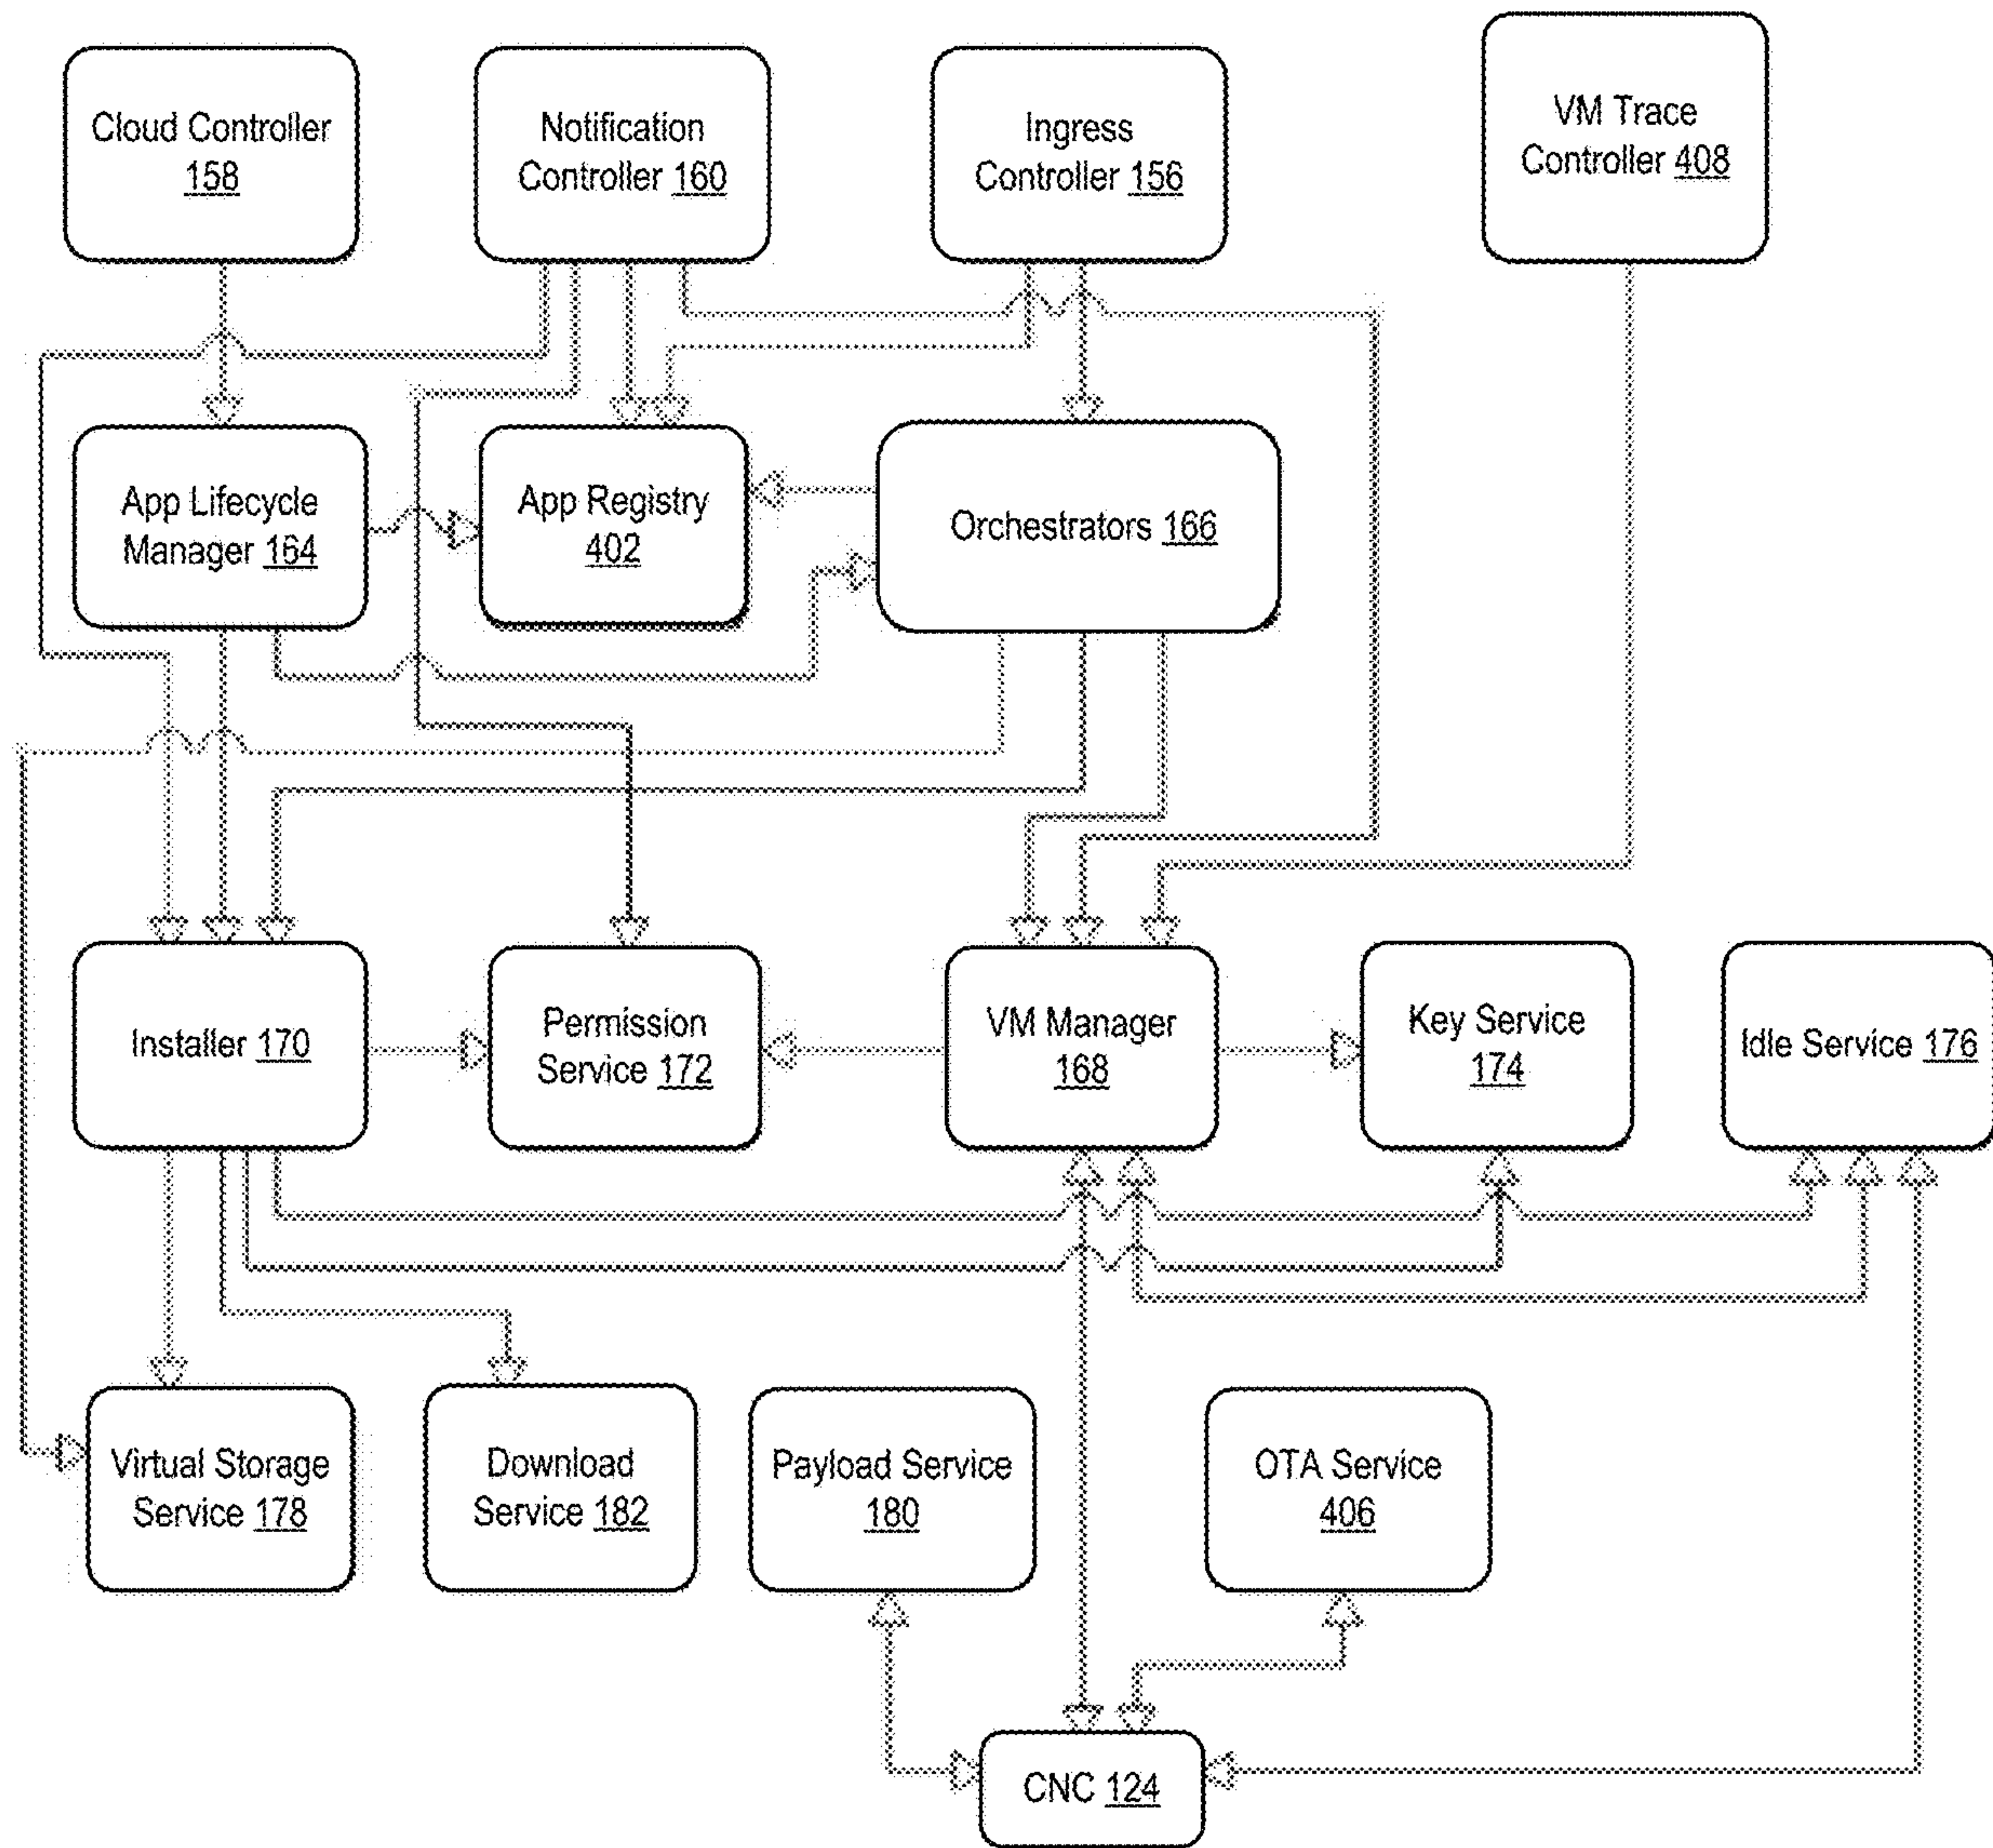 Cloud Controller
158
Notification
Controller 160
Ingress
Controller 156
VM Trace
Controller 408
App Lifecycle
Manager 164
App Registry
402
Orchestrators 166
Installer 170
Permission
Service 172
VM Manager
168
Key Service
174
Idle Service 176
Virtual Storage
Service 178
Download
Service 182
Payload Service
180
OTA Service
406
CNC 124